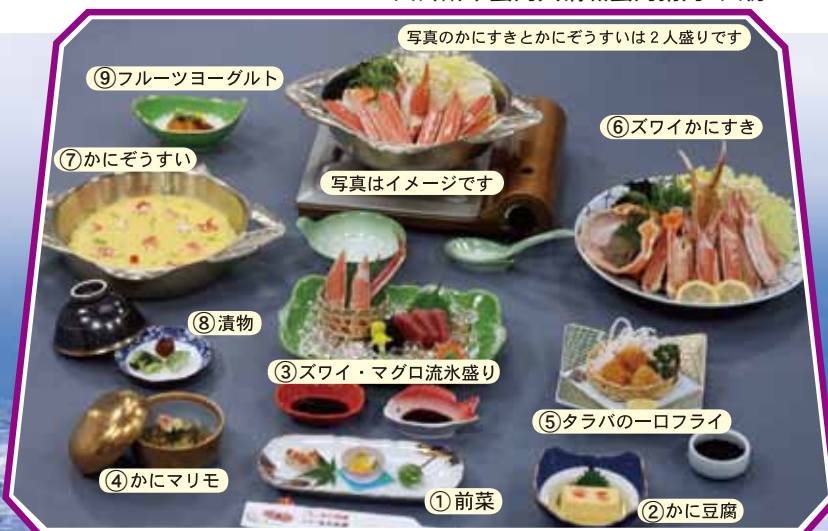 写真のかにすきとかにぞうすいは2人盛りです
⑨フルーツヨーグルト
⑥ズワイかにすき
⑦かにぞうすい
写真はイメージです
⑧漬物
③ズワイ・マグロ流氷盛り
⑤タラバの一口フライ
④かにマリモ
①前菜
②かに豆腐